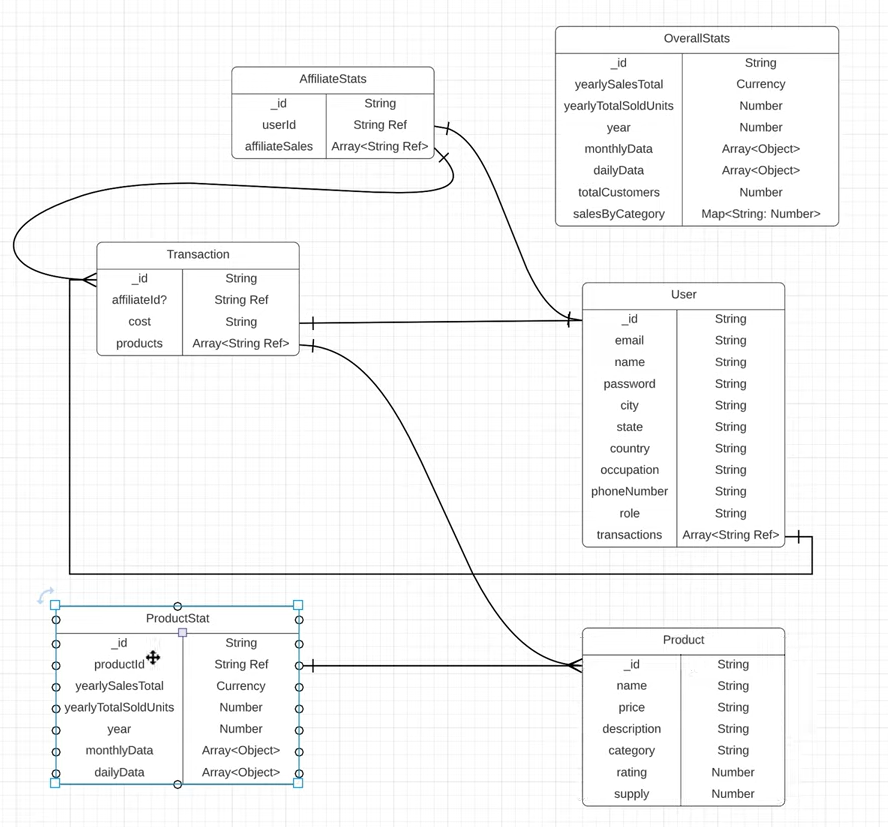 OverallStats
_id String
yearlySalesTotal Currency
yearlyTotalSoldUnits Number
year Number
monthlyData Array<Object>
dailyData Array<Object>
totalCustomers Number
salesByCategory Map<String: Number>
AffiliateStats
_id String
userId String Ref
affiliateSales Array<String Ref>
Transaction
_id String
affiliateId? String Ref
cost String
products Array<String Ref>
User
_id String
email String
name String
password String
city String
state String
country String
occupation String
phoneNumber String
role String
transactions Array<String Ref>
ProductStat
_id String
productId String Ref
yearlySalesTotal Currency
yearlyTotalSoldUnits Number
year Number
monthlyData Array<Object>
dailyData Array<Object>
Product
_id String
name String
price String
description String
category String
rating Number
supply Number